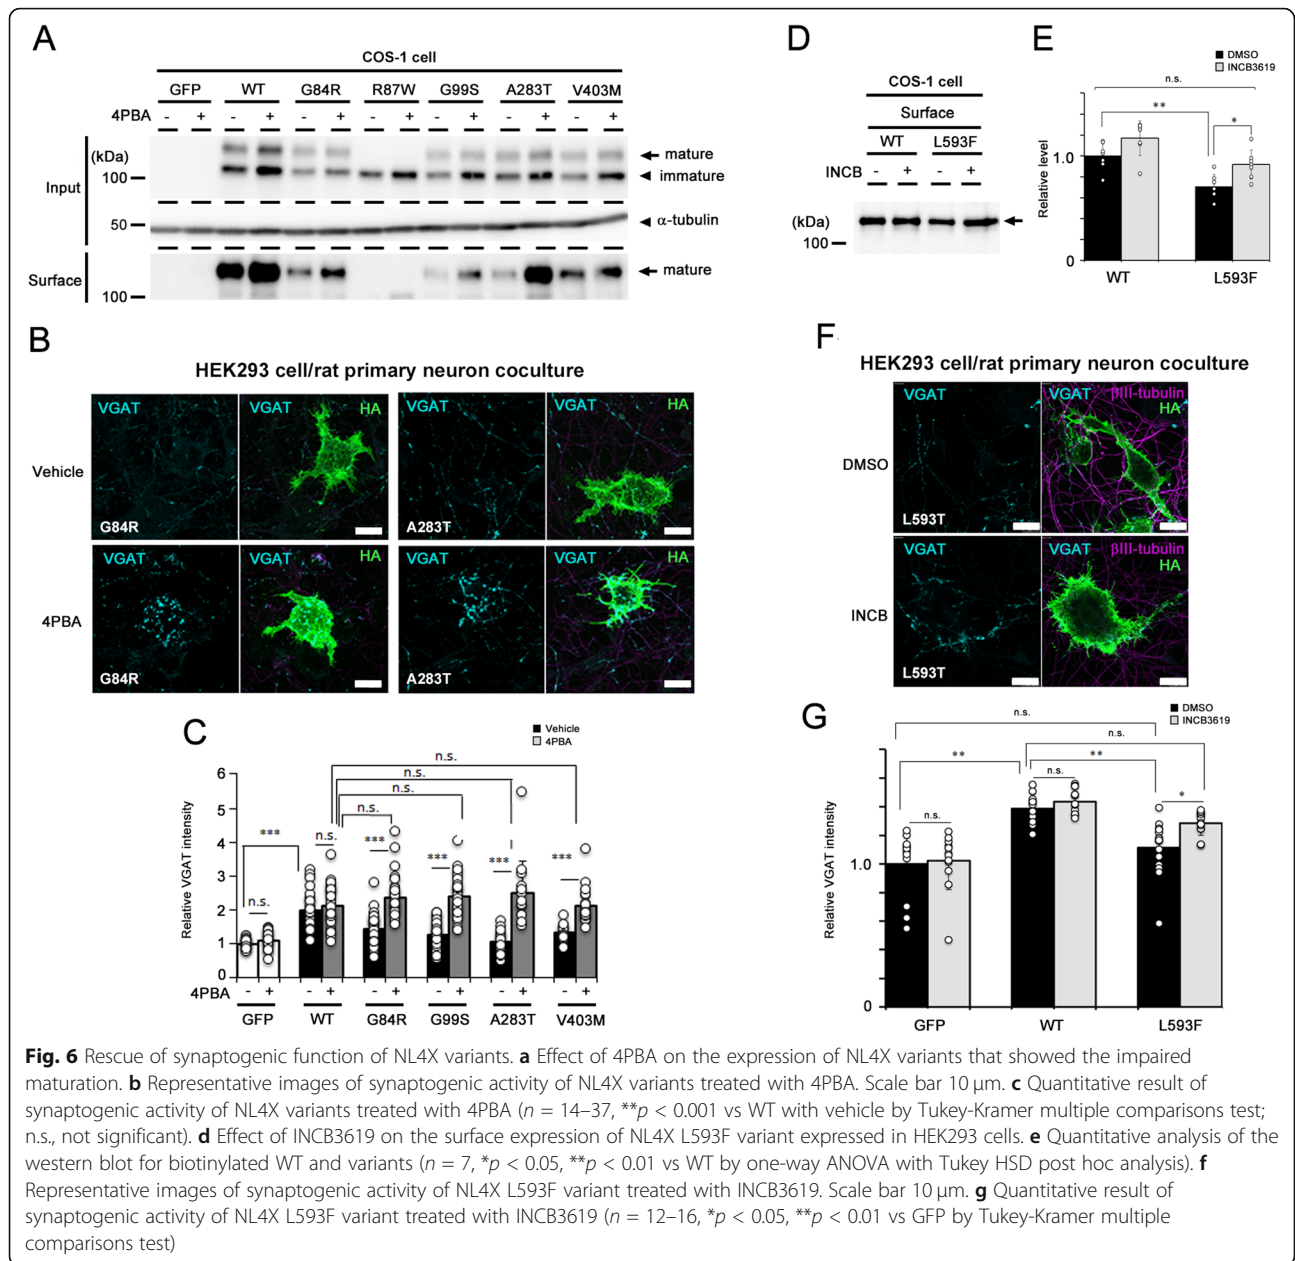 A
COS-1 cell
GFP WT G84R R87W G99S A283T V403M
4PBA - + - + - + - + - + - + - +
(kDa)
mature
100
immature
Input
50
α-tubulin
Surface
mature
100
D
COS-1 cell
Surface
WT L593F
INCB - + - +
(kDa)
100
E
DMSO
INCB3619
n.s.
**
*
1.0
Relative level
0
WT L593F
B
HEK293 cell/rat primary neuron coculture
VGAT VGAT HA VGAT VGAT HA
Vehicle
G84R A283T
VGAT VGAT HA VGAT VGAT HA
4PBA
G84R A283T
F
HEK293 cell/rat primary neuron coculture
VGAT VGAT βIII-tubulin
HA
DMSO
L593T
VGAT VGAT βIII-tubulin
HA
INCB
L593T
C
Vehicle
4PBA
n.s.
n.s.
n.s.
n.s.
*** n.s. *** *** *** ***
n.s.
6
5
4
3
2
1
0
Relative VGAT intensity
4PBA - + - + - + - + - + - +
GFP WT G84R G99S A283T V403M
G
DMSO
INCB3619
n.s.
n.s.
** **
n.s.
*
n.s.
1.0
Relative VGAT intensity
0
GFP WT L593F
Fig. 6 Rescue of synaptogenic function of NL4X variants. a Effect of 4PBA on the expression of NL4X variants that showed the impaired
maturation. b Representative images of synaptogenic activity of NL4X variants treated with 4PBA. Scale bar 10 μm. c Quantitative result of
synaptogenic activity of NL4X variants treated with 4PBA (n = 14–37, **p < 0.001 vs WT with vehicle by Tukey-Kramer multiple comparisons test;
n.s., not significant). d Effect of INCB3619 on the surface expression of NL4X L593F variant expressed in HEK293 cells. e Quantitative analysis of the
western blot for biotinylated WT and variants (n = 7, *p < 0.05, **p < 0.01 vs WT by one-way ANOVA with Tukey HSD post hoc analysis). f
Representative images of synaptogenic activity of NL4X L593F variant treated with INCB3619. Scale bar 10 μm. g Quantitative result of
synaptogenic activity of NL4X L593F variant treated with INCB3619 (n = 12–16, *p < 0.05, **p < 0.01 vs GFP by Tukey-Kramer multiple
comparisons test)